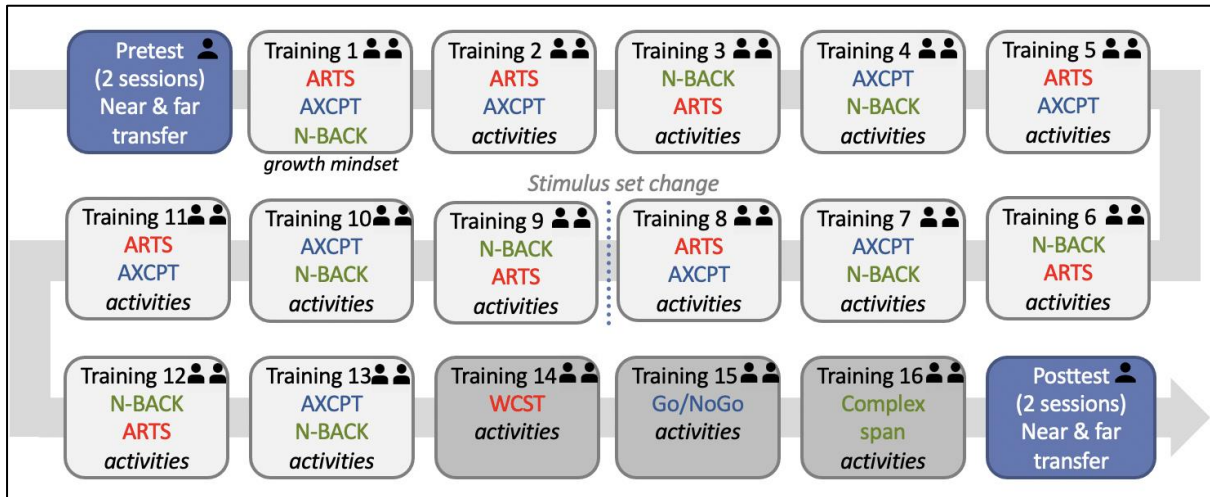 Pretest
(2 sessions)
Near & far
transfer
Training 1
ARTS
AXCPT
N-BACK
growth mindset
Training 2
ARTS
AXCPT
activities
Training 3
N-BACK
ARTS
activities
Training 4
AXCPT
N-BACK
activities
Training 5
ARTS
AXCPT
activities
Stimulus set change
Training 6
N-BACK
ARTS
activities
Training 7
AXCPT
N-BACK
activities
Training 8
ARTS
AXCPT
activities
Training 9
N-BACK
ARTS
activities
Training 10
AXCPT
N-BACK
activities
Training 11
ARTS
AXCPT
activities
Training 12
N-BACK
ARTS
activities
Training 13
AXCPT
N-BACK
activities
Training 14
WCST
activities
Training 15
Go/NoGo
activities
Training 16
Complex
span
activities
Posttest
(2 sessions)
Near & far
transfer